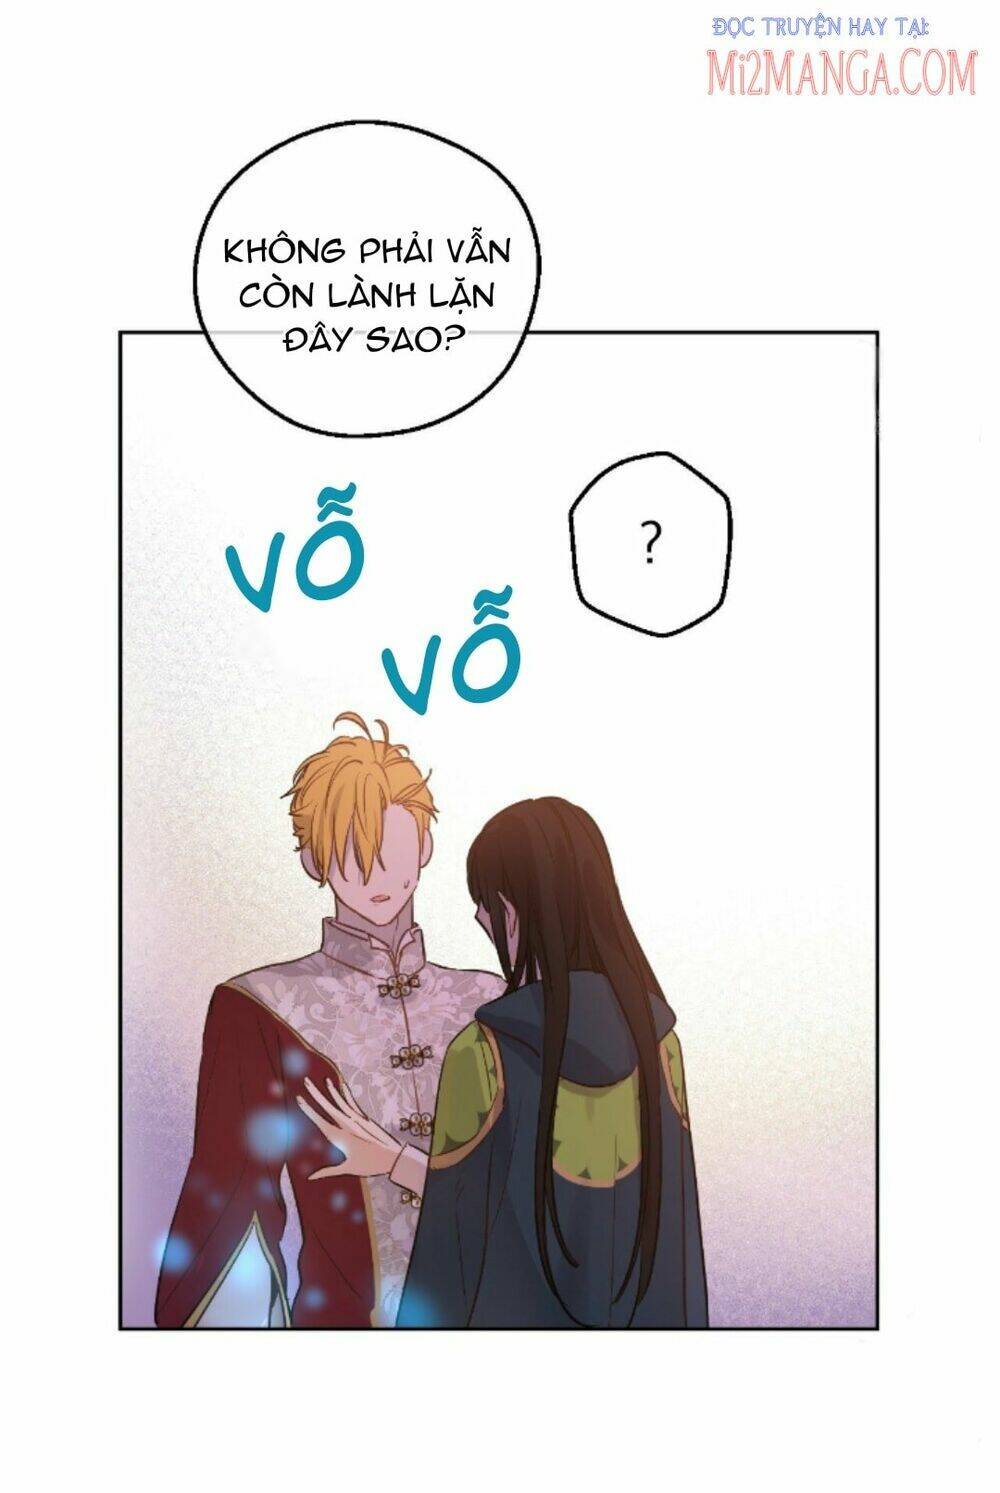 ĐỌC TRUYỆN HAY TẠI:
MI2MANGA.COM
KHÔNG PHẢI VẪN
CÒN LÀNH LẶN
ĐÂY SAO?
?
VỖ
VỖ